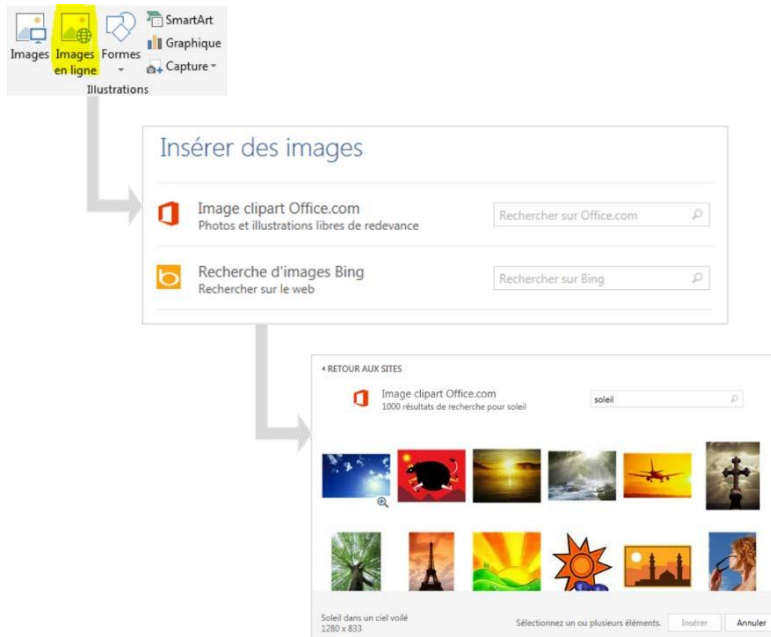 Images
Images en ligne
Formes
SmartArt
Graphique
Capture
Illustrations
Insérer des images
Image clipart Office.com
Photos et illustrations libres de redevance
Rechercher sur Office.com
Recherche d'images Bing
Rechercher sur le web
Rechercher sur Bing
RETOUR AUX SITES
Image clipart Office.com
1000 résultats de recherche pour soleil
soleil
Soleil dans un ciel voilé
1280 x 833
Sélectionnez un ou plusieurs éléments.
Insérer
Annuler